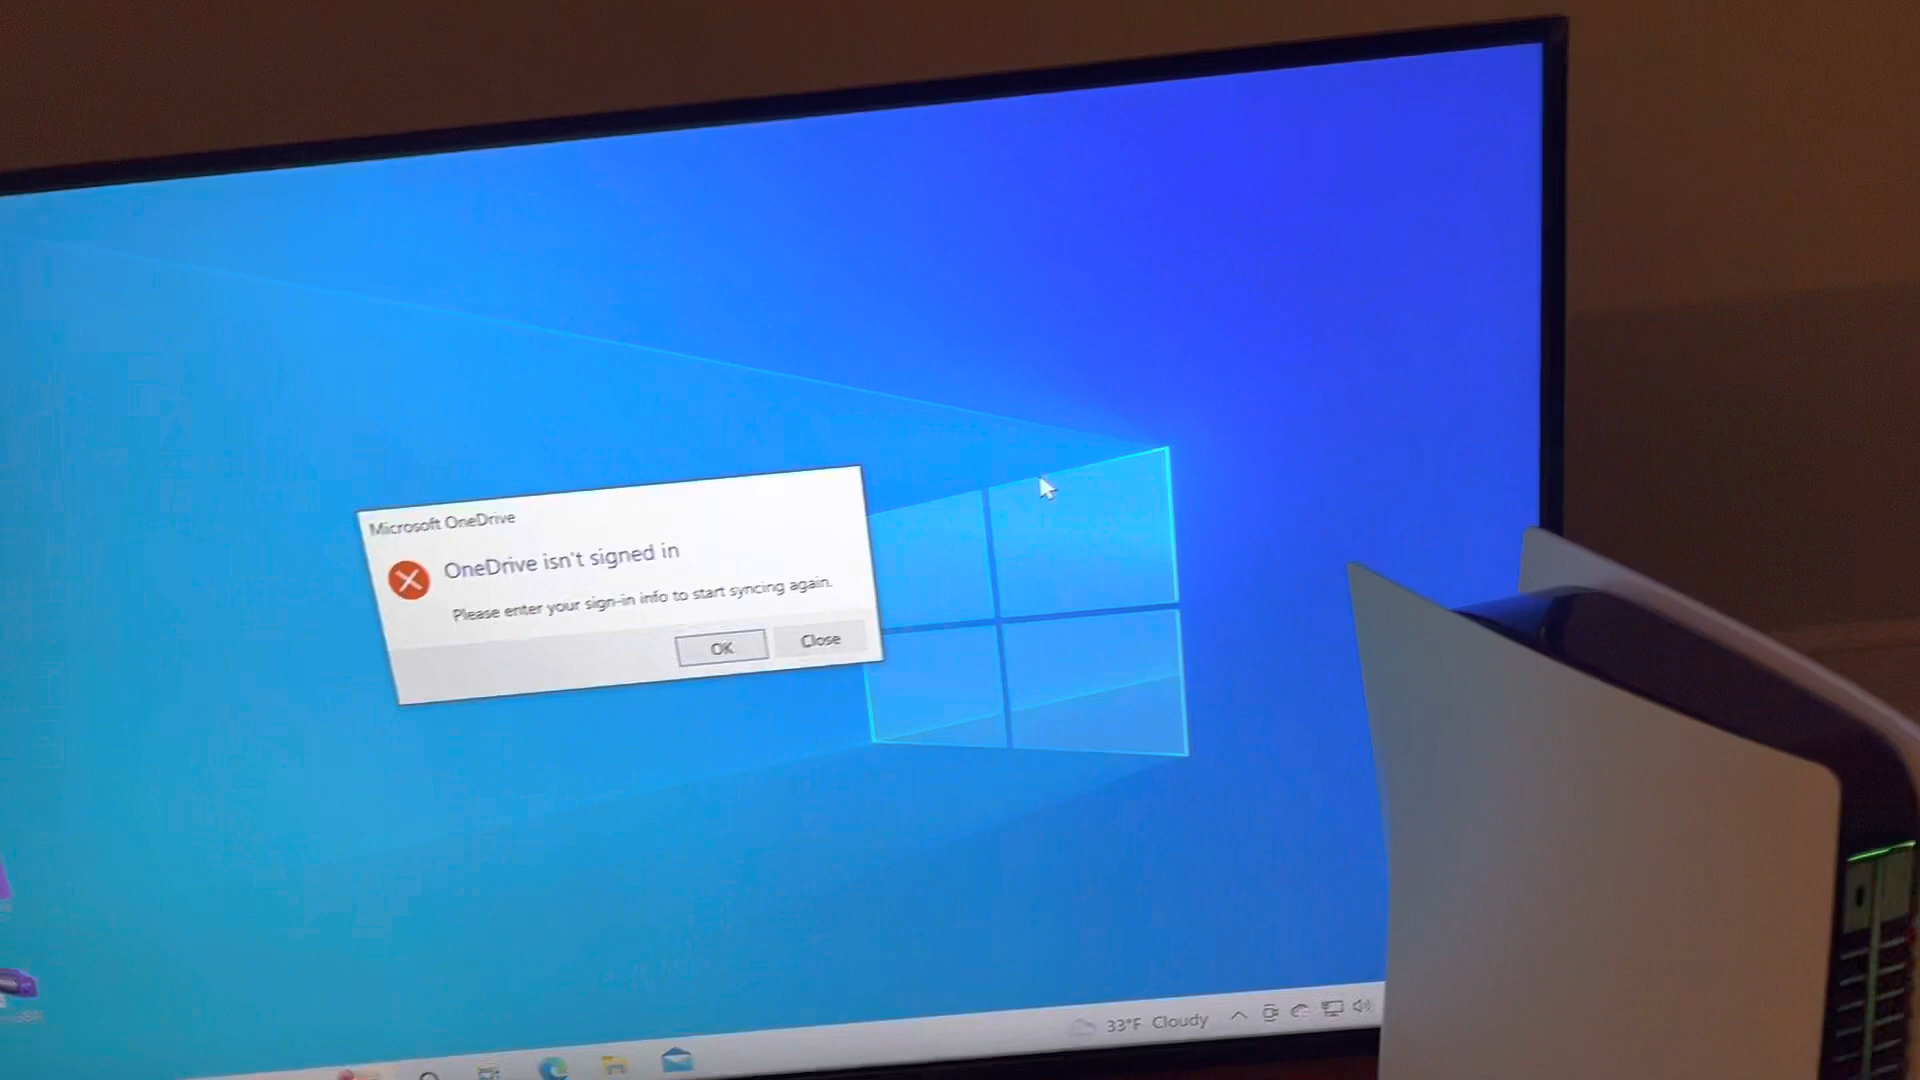 Microsoft OneDrive
OneDrive isn't signed in
Please enter your sign-in info to start syncing again.
OK
Close
33°F Cloudy